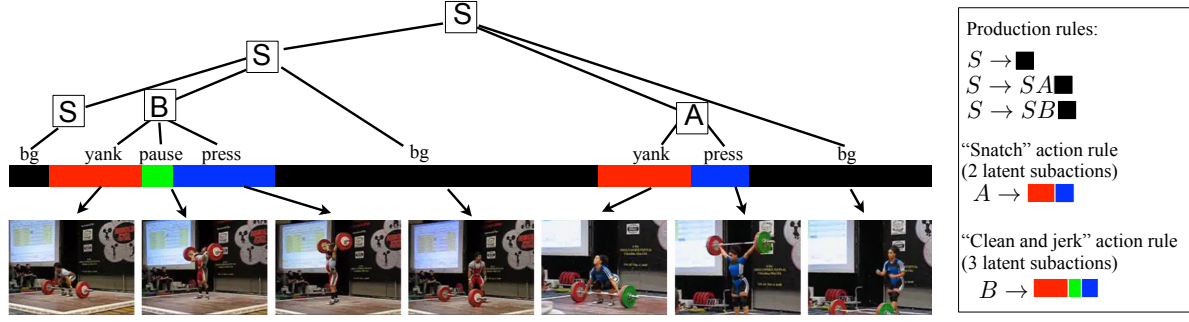 S
S
S
B
A
bg
yank
pause
press
bg
yank
press
bg
Production rules:
S →
S → SA
S → SB
“Snatch” action rule
(2 latent subactions)
A →
“Clean and jerk” action rule
(3 latent subactions)
B →